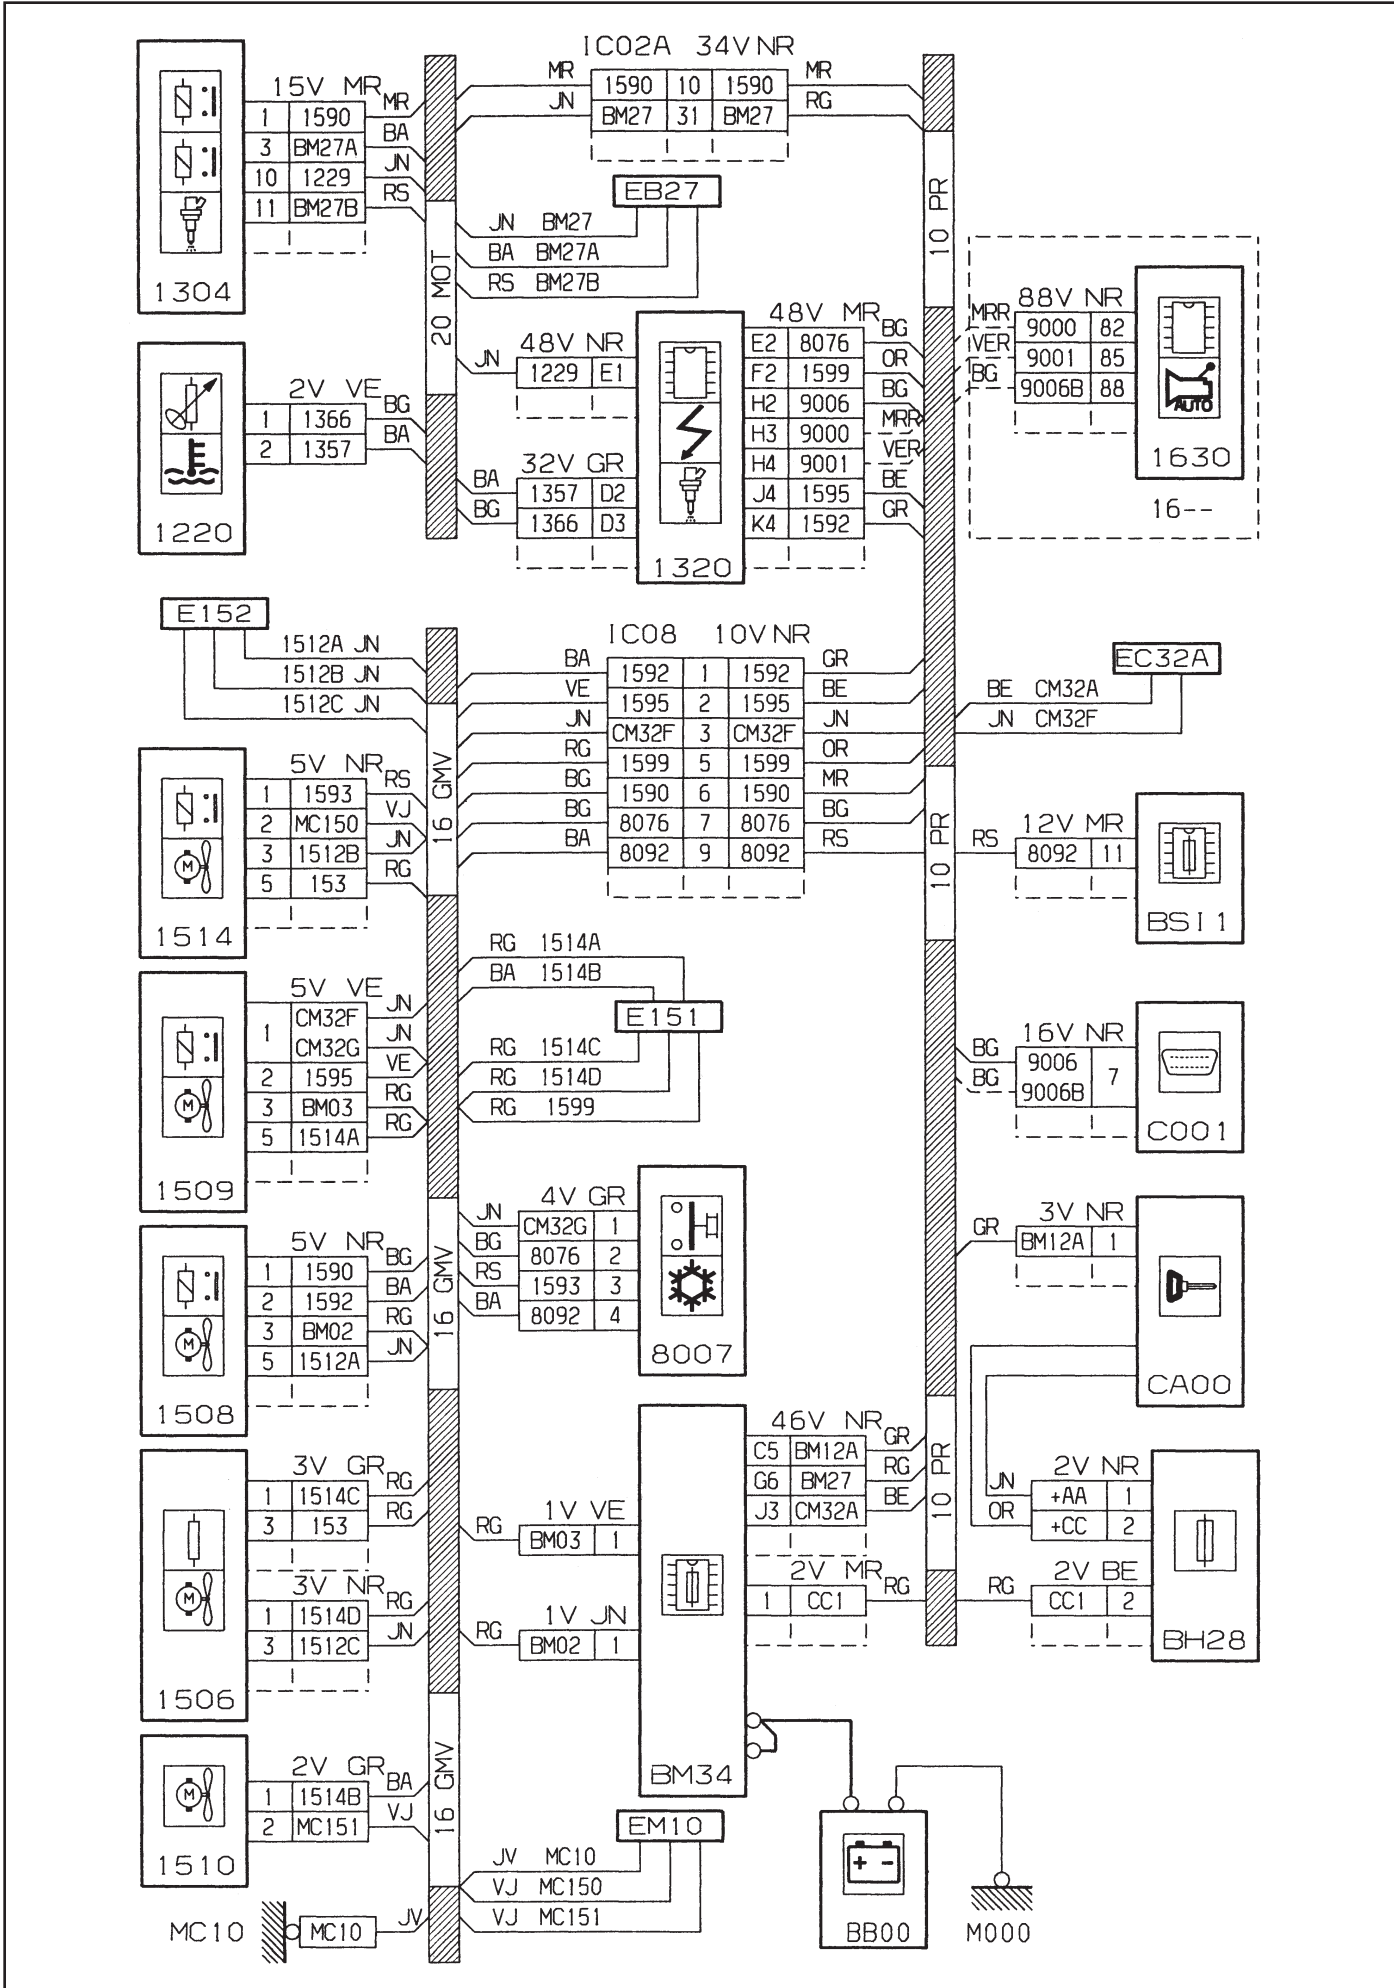 IC02A 34V NR
MR 1590 10 1590 MR
JN BM27 31 BM27 RG
15V MR
1 1590 MR
3 BM27A BA
10 1229 JN
11 BM27B RS
1304
EB27
JN BM27
BA BM27A
RS BM27B
20 MOT
10 PR
2V VE
1 1366 BG
2 1357 BA
1220
48V NR
JN 1229 E1
32V GR
BA 1357 D2
BG 1366 D3
1320
48V MR
E2 8076 BG
F2 1599 OR
H2 9006 BG
H3 9000 MRR
H4 9001 VER
J4 1595 BE
K4 1592 GR
88V NR
MRR 9000 82
VER 9001 85
BG 9006B 88
AUTO
1630
16--
E152
1512A JN
1512B JN
1512C JN
IC08 10V NR
BA 1592 1 1592 GR
VE 1595 2 1595 BE
JN CM32F 3 CM32F JN
RG 1599 5 1599 OR
BG 1590 6 1590 MR
BG 8076 7 8076 BG
BA 8092 9 8092 RS
EC32A
BE CM32A
JN CM32F
16 GMV
10 PR
5V NR
1 1593 RS
2 MC150 VJ
3 1512B JN
5 153 RG
M
1514
12V MR
RS 8092 11
BSI1
RG 1514A
BA 1514B
E151
RG 1514C
RG 1514D
RG 1599
5V VE
1 CM32F JN
CM32G JN
2 1595 VE
3 BM03 RG
5 1514A RG
M
1509
16V NR
BG 9006 7
BG 9006B
C001
4V GR
JN CM32G 1
BG 8076 2
RS 1593 3
BA 8092 4
8007
16 GMV
5V NR
1 1590 BG
2 1592 BA
3 BM02 RG
5 1512A JN
M
1508
3V NR
GR BM12A 1
CA00
46V NR
C5 BM12A GR
G6 BM27 RG
J3 CM32A BE
2V MR
1 CC1 RG
10 PR
1V VE
RG BM03 1
1V JN
RG BM02 1
BM34
2V NR
JN +AA 1
OR +CC 2
2V BE
RG CC1 2
BH28
3V GR
1 1514C RG
3 153 RG
3V NR
1 1514D RG
3 1512C JN
M
1506
2V GR
1 1514B BA
2 MC151 VJ
M
1510
16 GMV
EM10
JV MC10
VJ MC150
VJ MC151
MC10 MC10 JV
+ -
BB00
M000